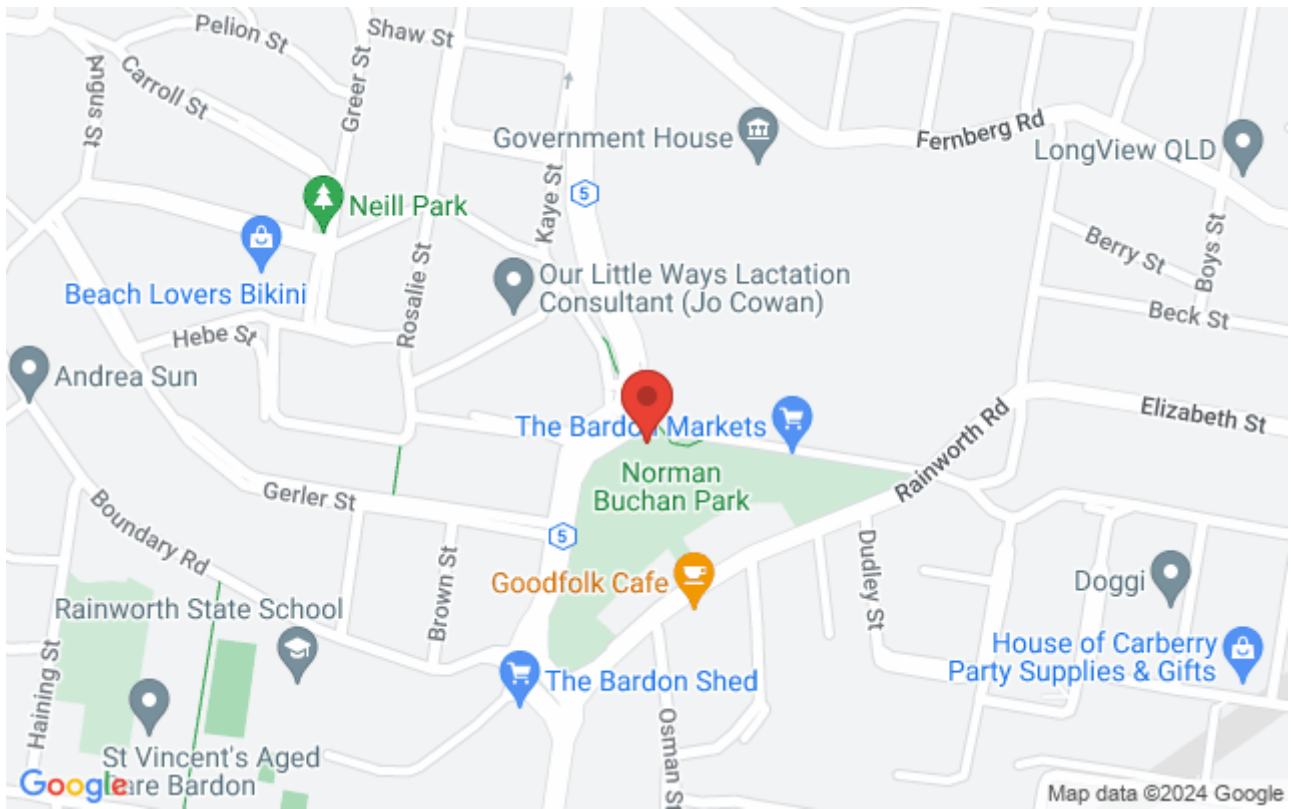 Pelion St
Shaw St
Carroll St
Angus St
Greer St
Government House
Fernberg Rd
LongView QLD
5
Kaye St
Neill Park
Beach Lovers Bikini
Rosalie St
Our Little Ways Lactation
Consultant (Jo Cowan)
Berry St
Boys St
Beck St
Hebe St
Andrea Sun
The Bardon Markets
Elizabeth St
Rainworth Rd
Norman
Buchan Park
Gerler St
5
Boundary Rd
Brown St
Goodfolk Cafe
Dudley St
Doggi
Rainworth State School
House of Carberry
Party Supplies & Gifts
The Bardon Shed
Haining St
Osman St
St Vincent's Aged
Care Bardon
Google
Map data ©2024 Google